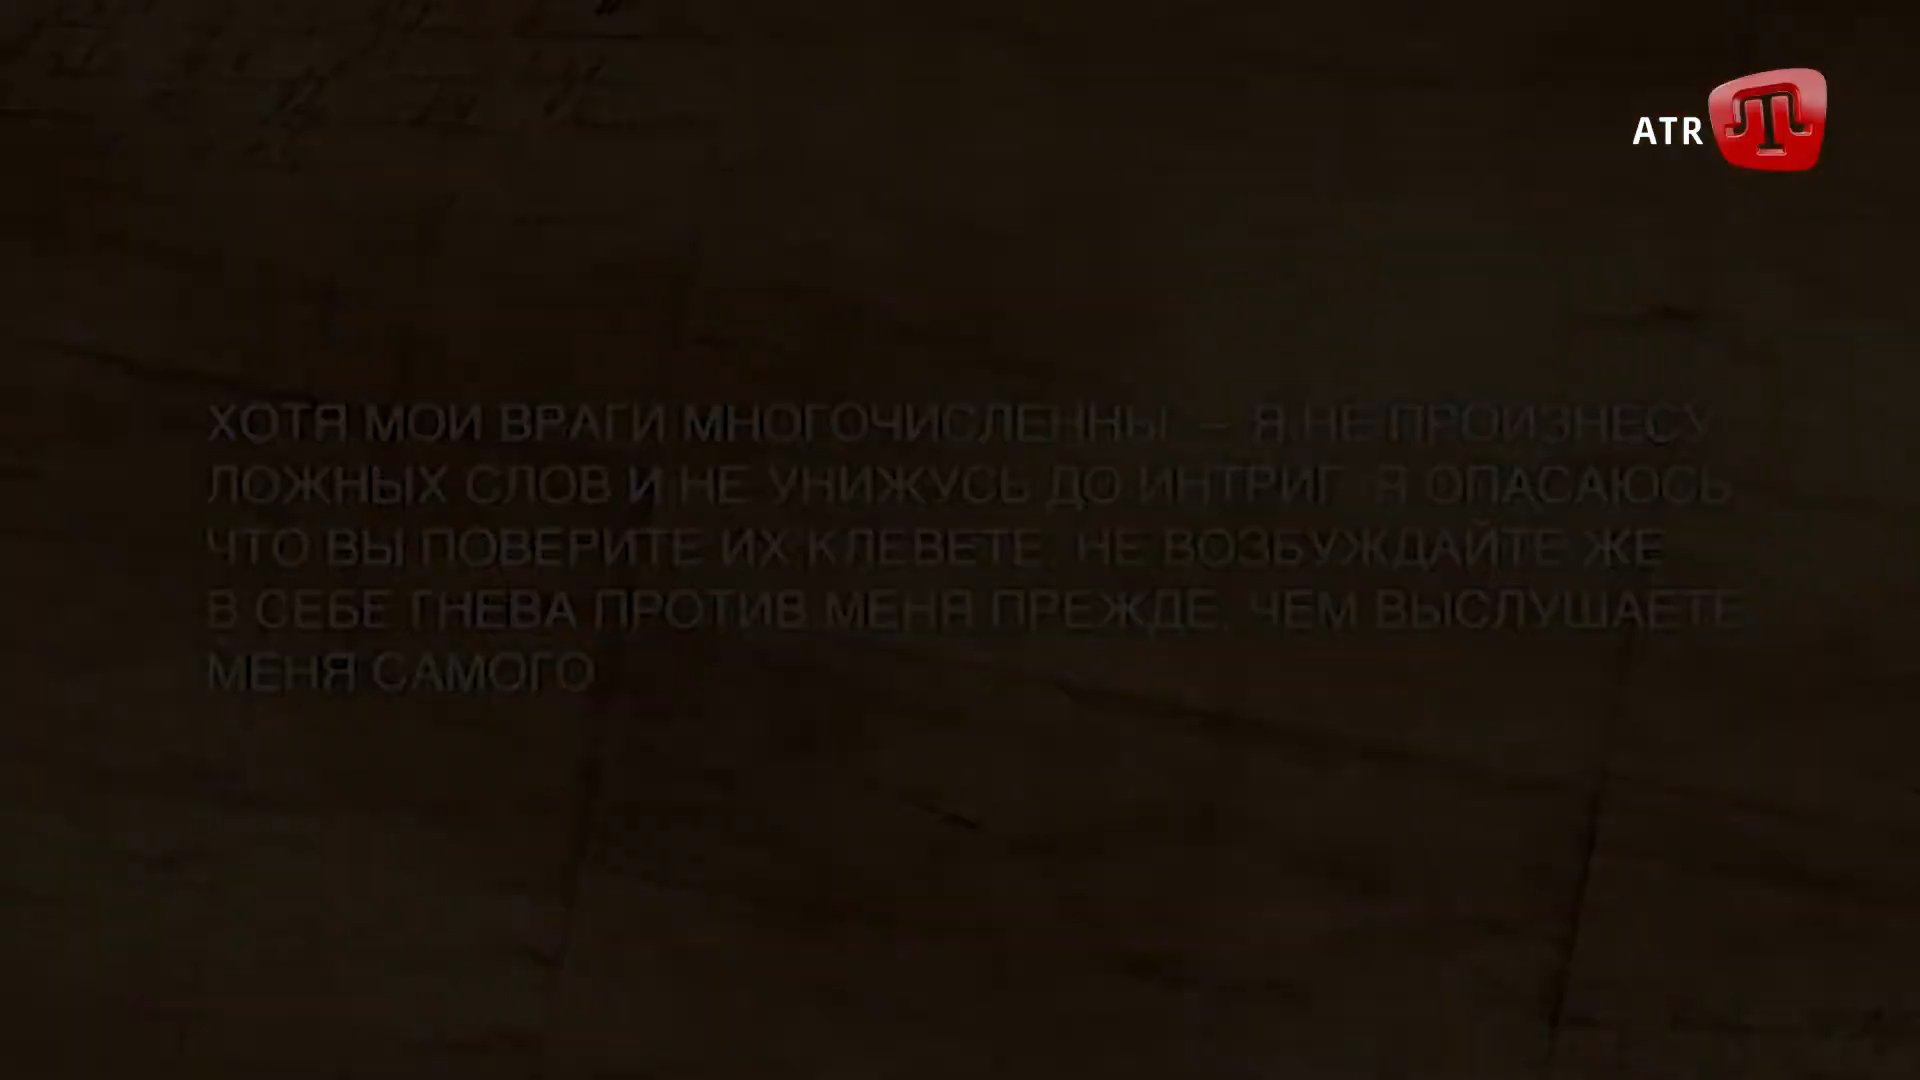 ATR
ХОТЯ МОИ ВРАГИ МНОГОЧИСЛЕННЫ – Я НЕ ПРОИЗНЕСУ
ЛОЖНЫХ СЛОВ И НЕ УНИЖУСЬ ДО ИНТРИГ. Я ОПАСАЮСЬ,
ЧТО ВЫ ПОВЕРИТЕ ИХ КЛЕВЕТЕ. НЕ ВОЗБУЖДАЙТЕ ЖЕ
В СЕБЕ ГНЕВА ПРОТИВ МЕНЯ ПРЕЖДЕ, ЧЕМ ВЫСЛУШАЕТЕ
МЕНЯ САМОГО